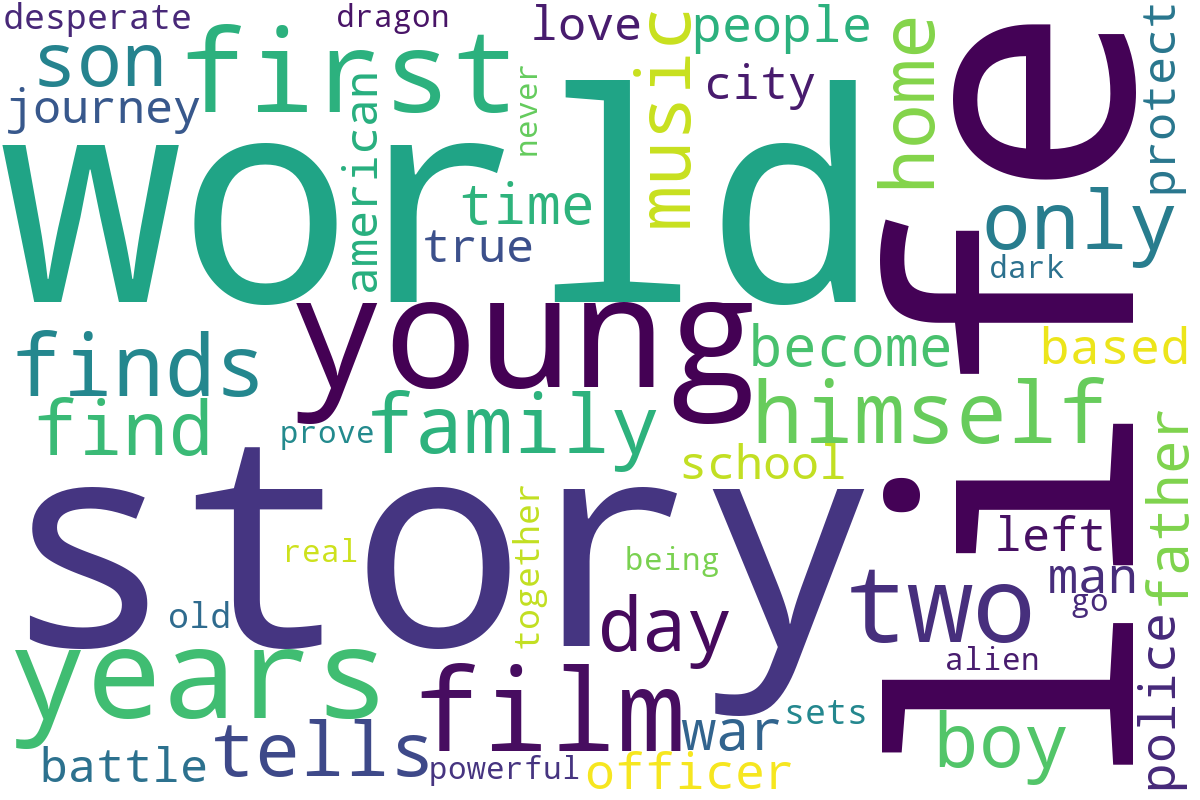 desperate
dragon
love
people
son
first
music
home
protect
journey
american
never
city
world
life
time
true
only
dark
young
finds
become
based
find
family
himself
prove
school
father
story
left
real
together
being
two
man
go
old
day
alien
years
film
police
tells
war
sets
boy
battle
powerful
officer